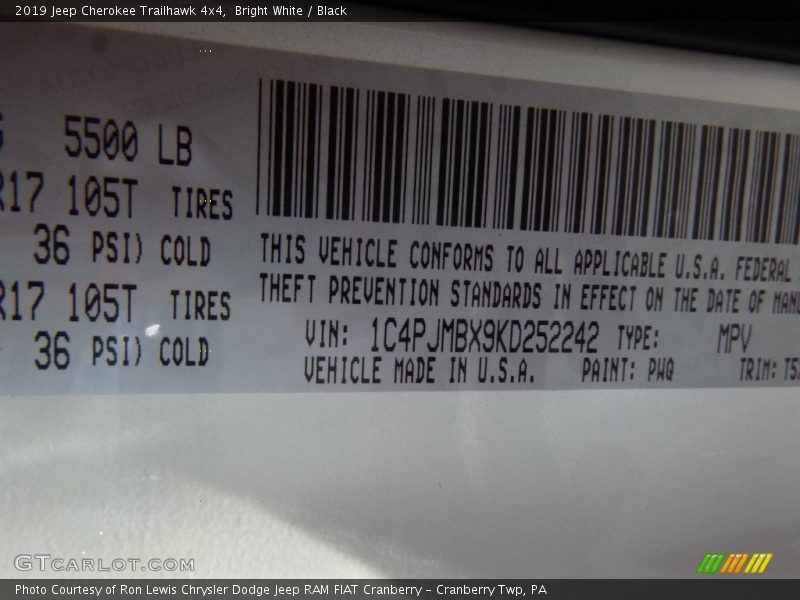 2019 Jeep Cherokee Trailhawk 4x4, Bright White / Black
5500 LB
R17 105T TIRES
36 PSI) COLD
R17 105T TIRES
36 PSI) COLD
THIS VEHICLE CONFORMS TO ALL APPLICABLE U.S.A. FEDERAL
THEFT PREVENTION STANDARDS IN EFFECT ON THE DATE OF
VIN: 1C4PJMBX9KD252242 TYPE: MPV
VEHICLE MADE IN U.S.A. PAINT: PWQ TRIM:
GTCARLOT.COM
Photo Courtesy of Ron Lewis Chrysler Dodge Jeep RAM FIAT Cranberry – Cranberry Twp, PA